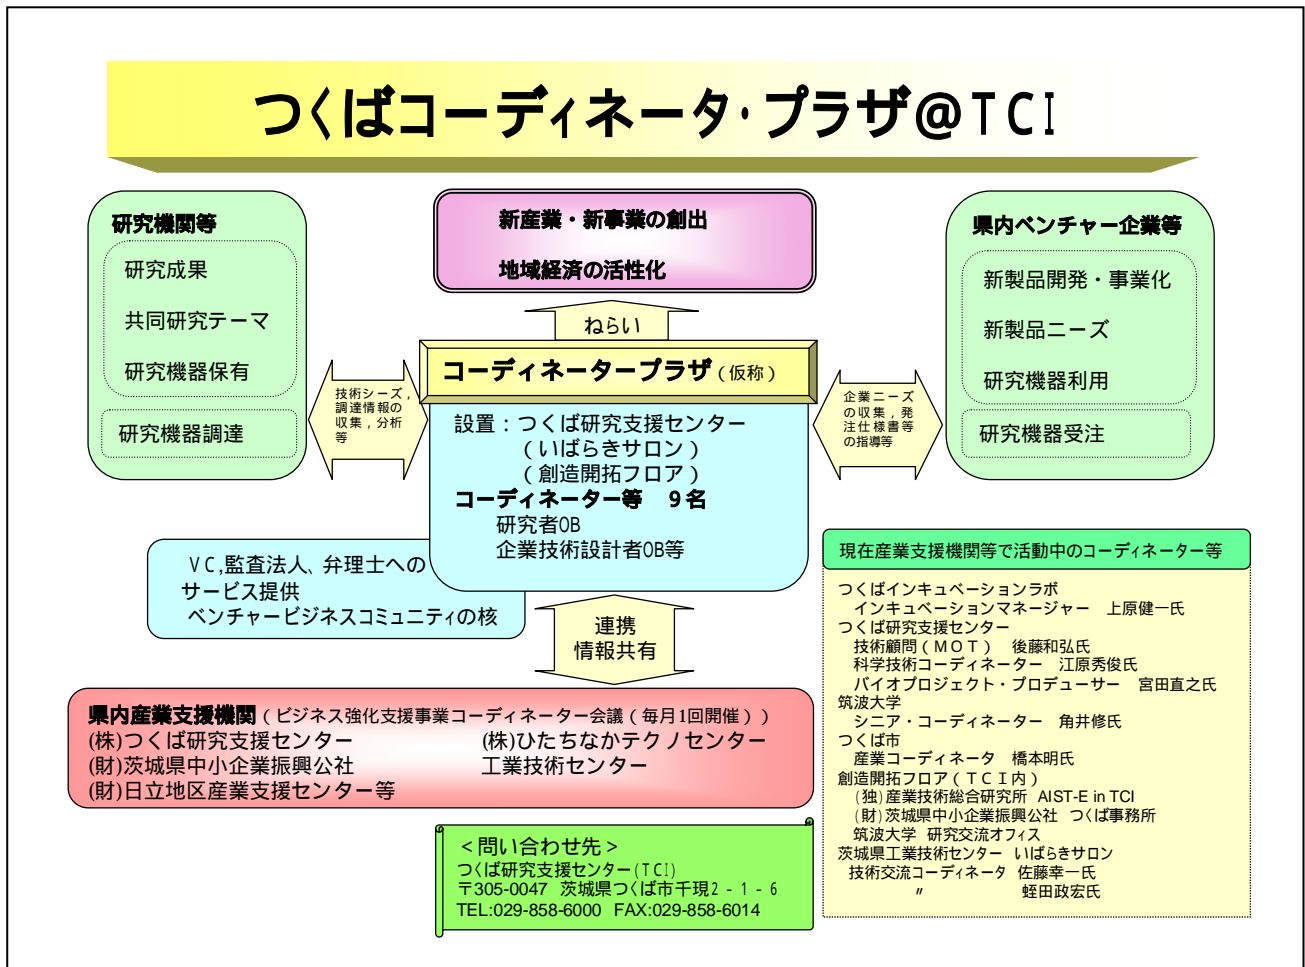 つくばコーディネータ・プラザ@TCI
研究機関等
研究成果
共同研究テーマ
研究機器保有
研究機器調達
新産業・新事業の創出
地域経済の活性化
ねらい
県内ベンチャー企業等
新製品開発・事業化
新製品ニーズ
研究機器利用
研究機器受注
技術シーズ，
調達情報の
収集，分析
等
コーディネータープラザ（仮称）
設置：つくば研究支援センター
（いばらきサロン）
（創造開拓フロア）
コーディネーター等　９名
研究者OB
企業技術設計者OB等
企業ニーズ
の収集，発
注仕様書等
の指導等
VC,監査法人、弁理士への
サービス提供
ベンチャービジネスコミュニティの核
連携
情報共有
県内産業支援機関（ビジネス強化支援事業コーディネーター会議（毎月1回開催））
(株)つくば研究支援センター　(株)ひたちなかテクノセンター
(財)茨城県中小企業振興公社　工業技術センター
(財)日立地区産業支援センター等
＜問い合わせ先＞
つくば研究支援センター(TCI)
〒305-0047 茨城県つくば市千現2-1-6
TEL:029-858-6000 FAX:029-858-6014
現在産業支援機関等で活動中のコーディネーター等
つくばインキュベーションラボ
インキュベーションマネージャー　上原健一氏
つくば研究支援センター
技術顧問（MOT）　後藤和弘氏
科学技術コーディネーター　江原秀俊氏
バイオプロジェクト・プロデューサー　宮田直之氏
筑波大学
シニア・コーディネーター　角井修氏
つくば市
産業コーディネータ　橋本明氏
創造開拓フロア（TCI内）
(独)産業技術総合研究所 AIST-E in TCI
(財)茨城県中小企業振興公社 つくば事務所
筑波大学 研究交流オフィス
茨城県工業技術センター いばらきサロン
技術交流コーディネータ 佐藤幸一氏
〃　蛭田政宏氏